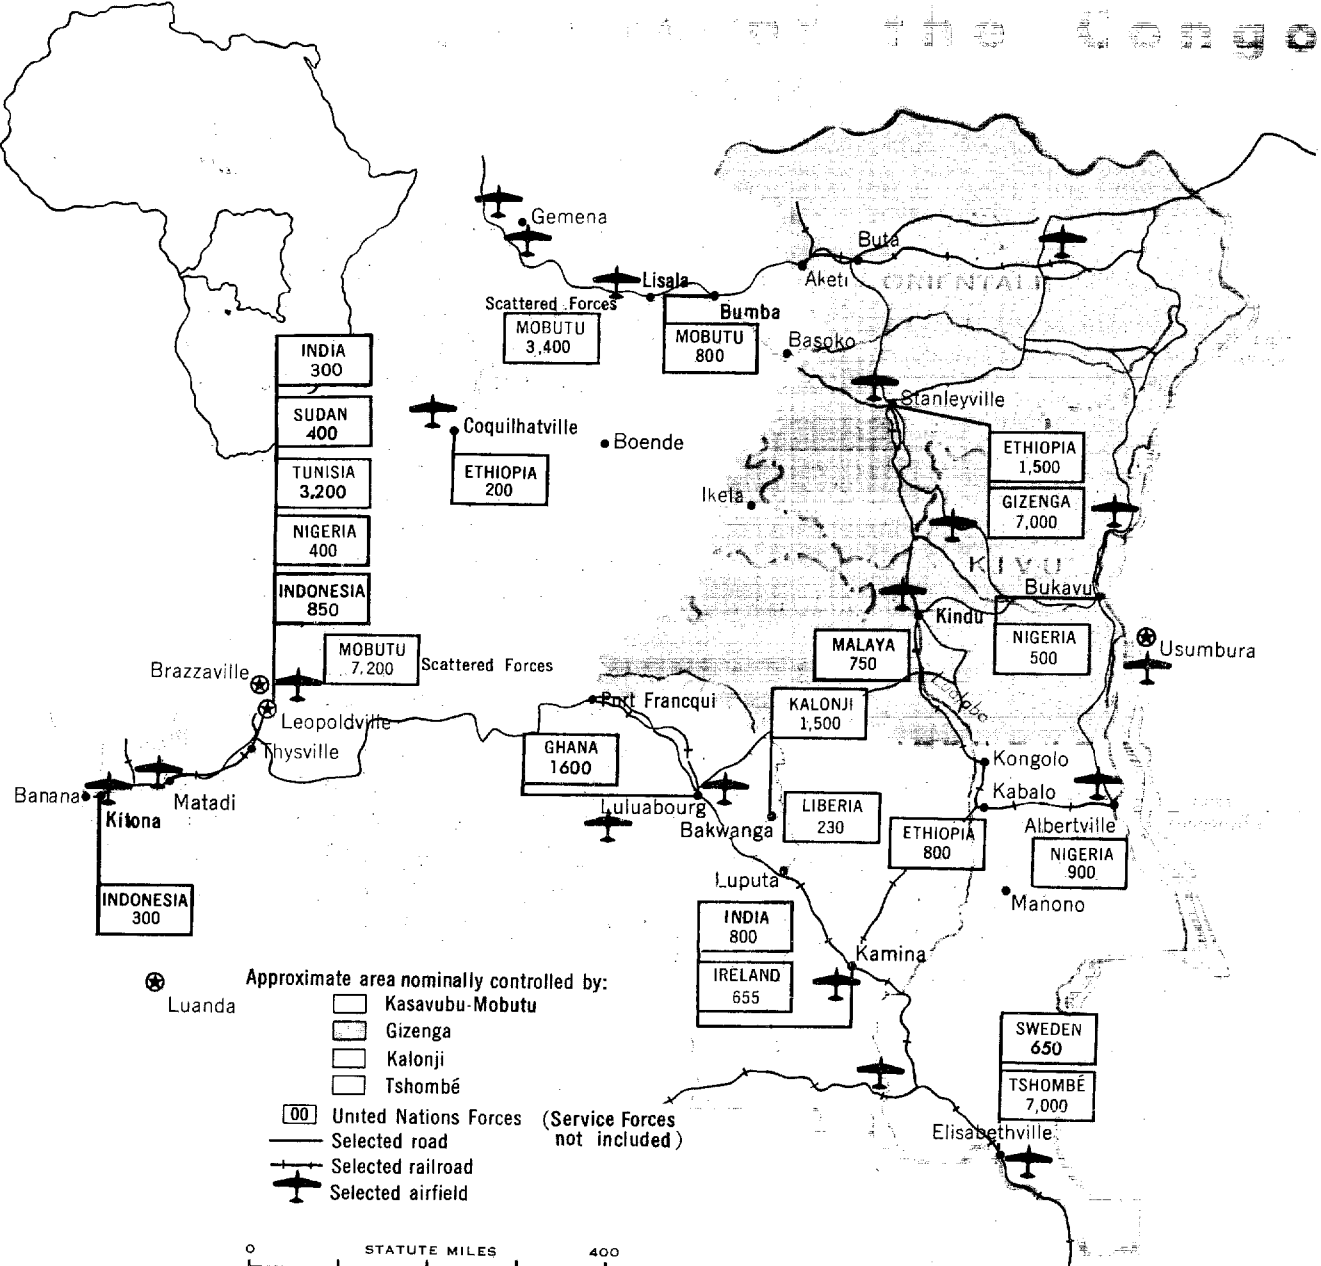 the Congo
Gemena
Buta
Lisala
Aketi
ORIENTALE
Scattered Forces
MOBUTU
3,400
Bumba
MOBUTU
800
Basoko
INDIA
300
Stanleyville
SUDAN
400
Coquilhatville
Boende
ETHIOPIA
1,500
TUNISIA
3,200
ETHIOPIA
200
Ikela
GIZENGA
7,000
NIGERIA
400
KIVU
INDONESIA
850
Bukavu
Kindu
MALAYA
750
NIGERIA
500
Usumbura
MOBUTU
7,200
Scattered Forces
Brazzaville
Lualaba
Port Francqui
KALONJI
1,500
Leopoldville
Thysville
GHANA
1600
Kongolo
Banana
Matadi
Kitona
Luluabourg
Bakwanga
LIBERIA
230
Kabalo
Albertville
ETHIOPIA
800
NIGERIA
900
Luputa
Manono
INDONESIA
300
INDIA
800
Kamina
IRELAND
655
Luanda
Approximate area nominally controlled by:
Kasavubu-Mobutu
Gizenga
Kalonji
Tshombé
00 United Nations Forces (Service Forces
not included)
Selected road
Selected railroad
Selected airfield
SWEDEN
650
TSHOMBÉ
7,000
Elisabethville
0 STATUTE MILES 400